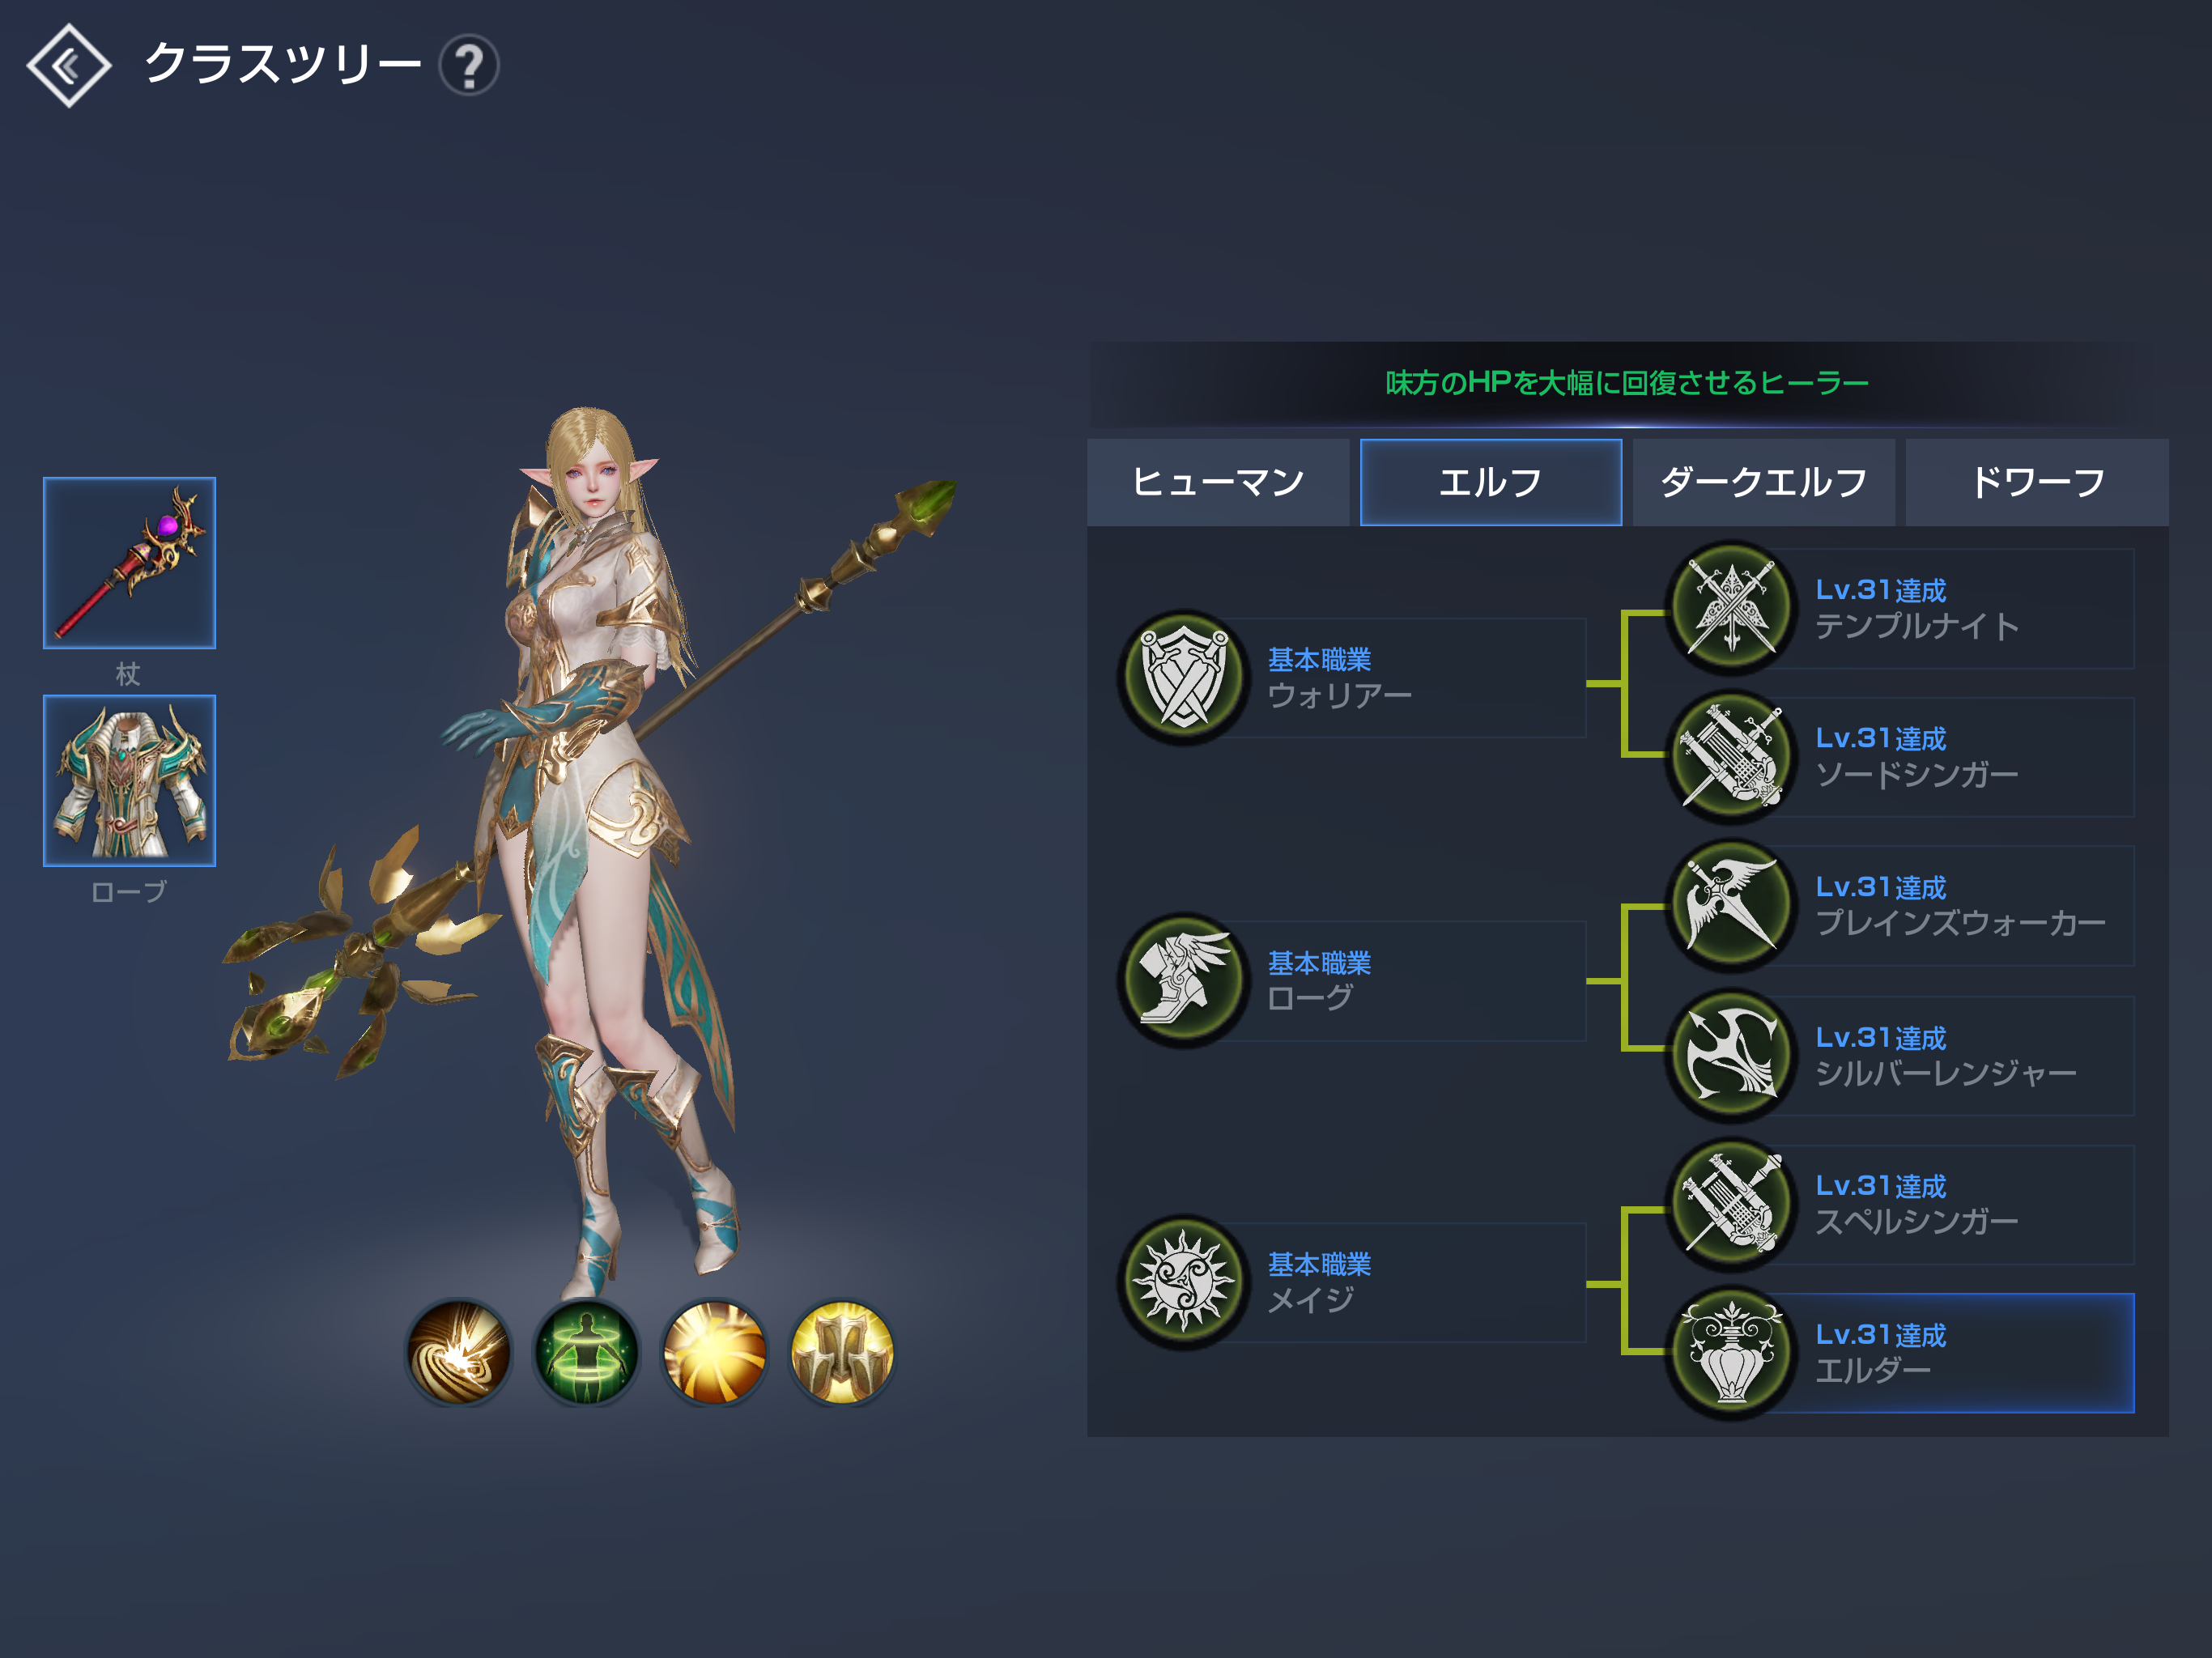 クラスツリー ?
杖
ローブ
味方のHPを大幅に回復させるヒーラー
ヒューマン エルフ ダークエルフ ドワーフ
基本職業
ウォリアー
Lv.31達成
テンプルナイト
Lv.31達成
ソードシンガー
基本職業
ローグ
Lv.31達成
プレインズウォーカー
Lv.31達成
シルバーレンジャー
基本職業
メイジ
Lv.31達成
スペルシンガー
Lv.31達成
エルダー